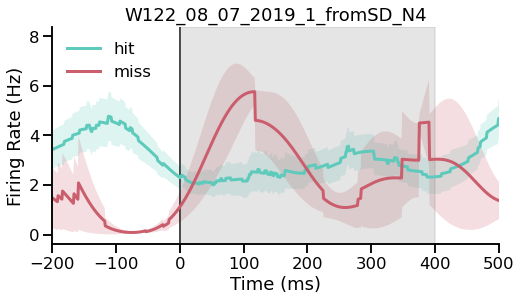 W122_08_07_2019_1_fromSD_N4
hit
miss
Firing Rate (Hz)
8
6
4
2
0
−200 −100 0 100 200 300 400 500
Time (ms)